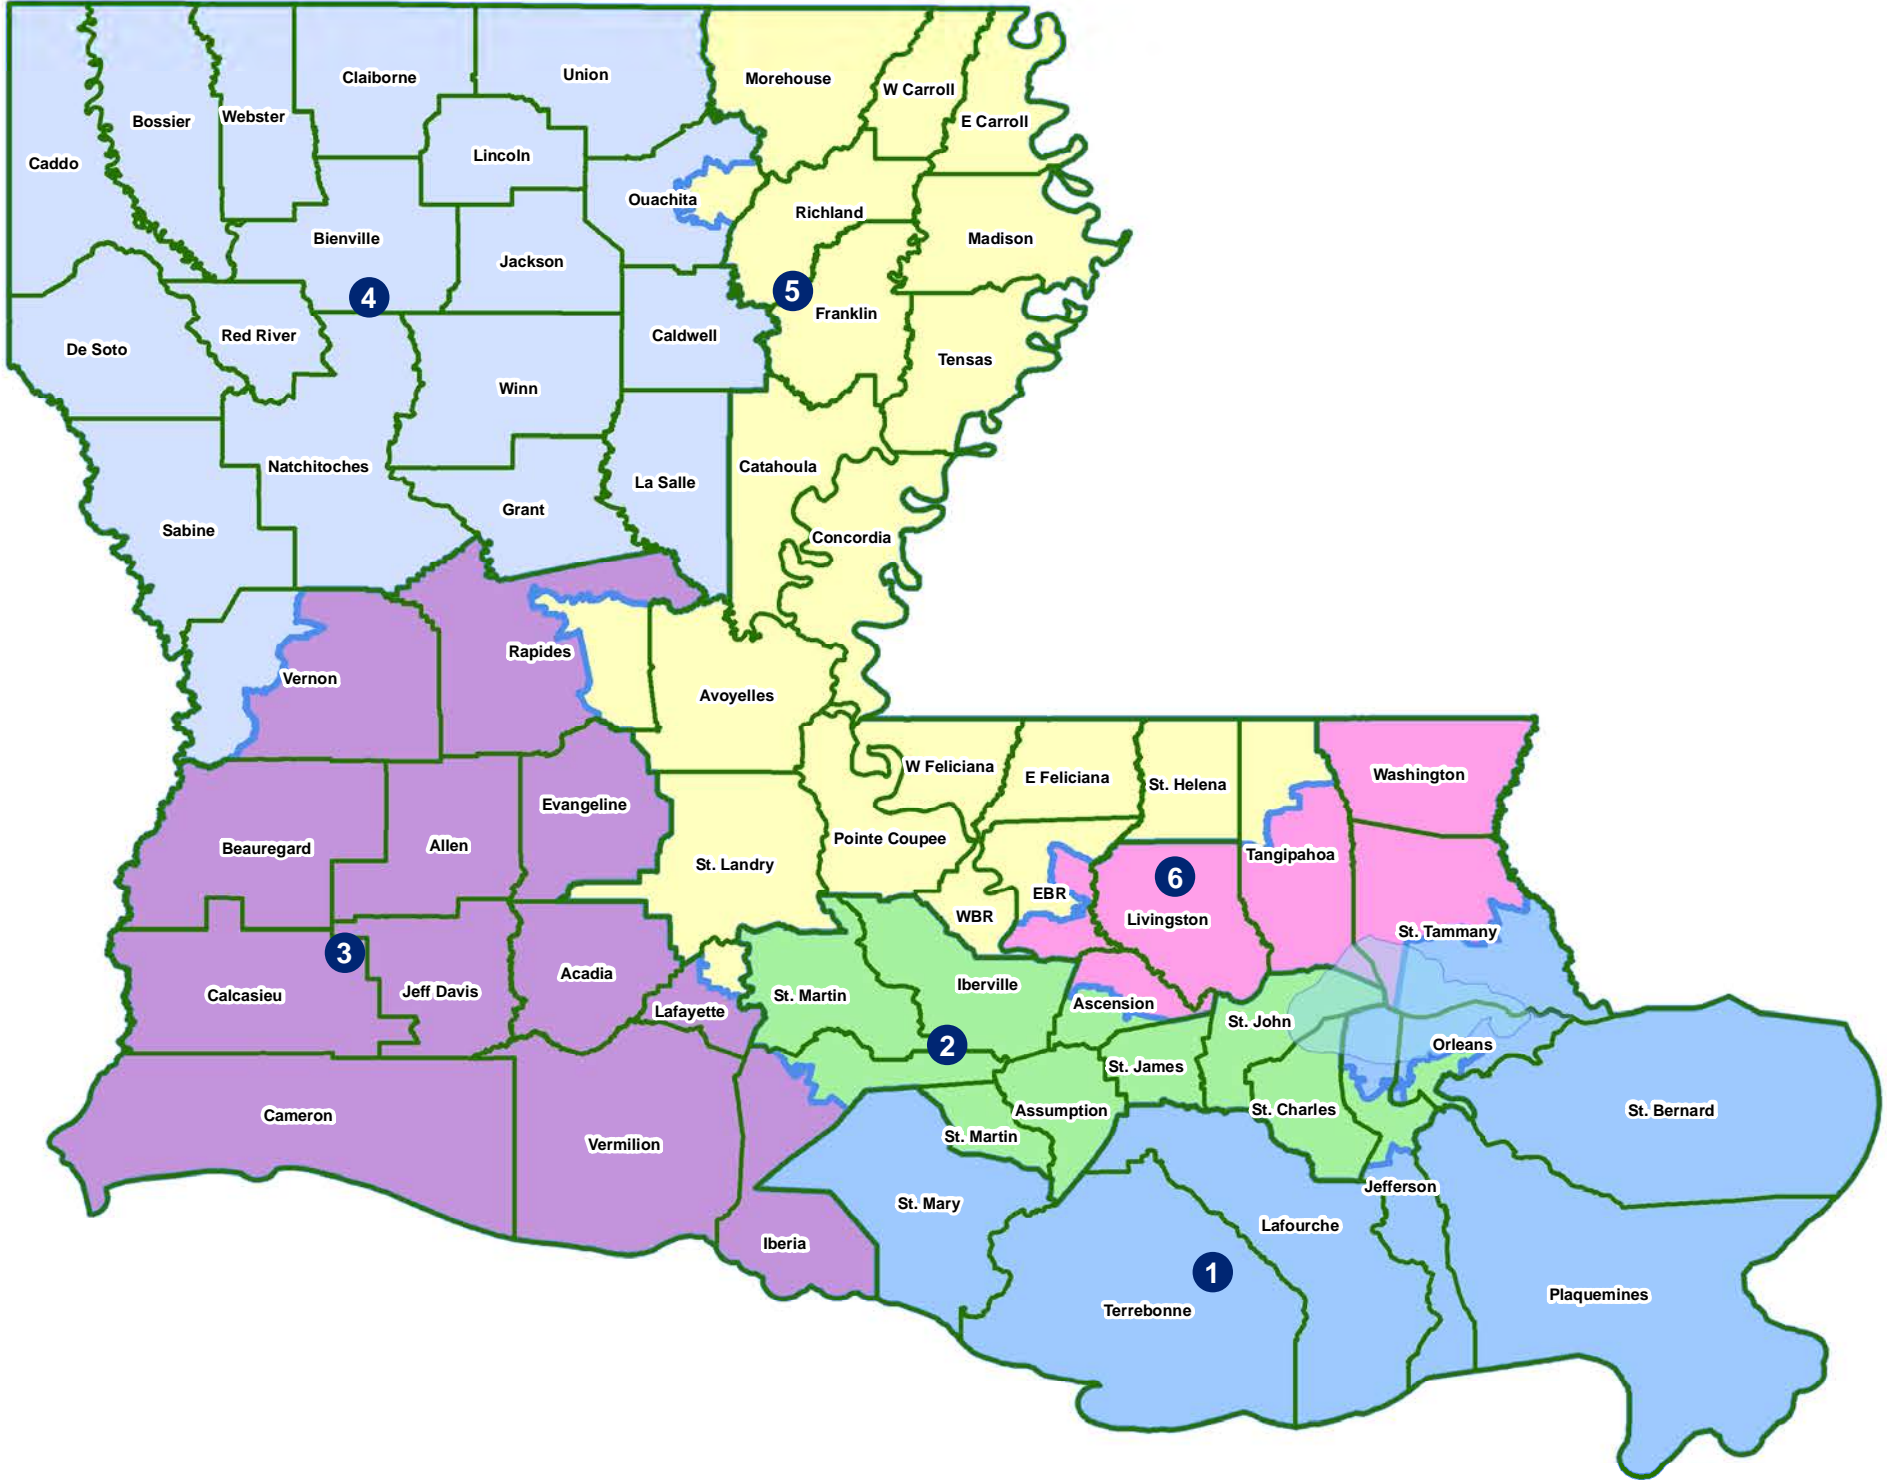 Union
Claiborne
Morehouse
W Carroll
Webster
Bossier
E Carroll
Lincoln
Caddo
Ouachita
Richland
Bienville
Madison
Jackson
5
4
Franklin
Red River
Caldwell
De Soto
Tensas
Winn
Natchitoches
Catahoula
La Salle
Grant
Sabine
Concordia
Rapides
Vernon
Avoyelles
W Feliciana
Washington
E Feliciana
St. Helena
Evangeline
Pointe Coupee
Allen
Beauregard
Tangipahoa
St. Landry
6
EBR
WBR
Livingston
St. Tammany
3
Acadia
Iberville
Jeff Davis
Calcasieu
St. Martin
Ascension
Lafayette
St. John
2
Orleans
St. James
St. Charles
Assumption
St. Bernard
Cameron
St. Martin
Vermilion
Jefferson
St. Mary
Lafourche
Iberia
1
Plaquemines
Terrebonne